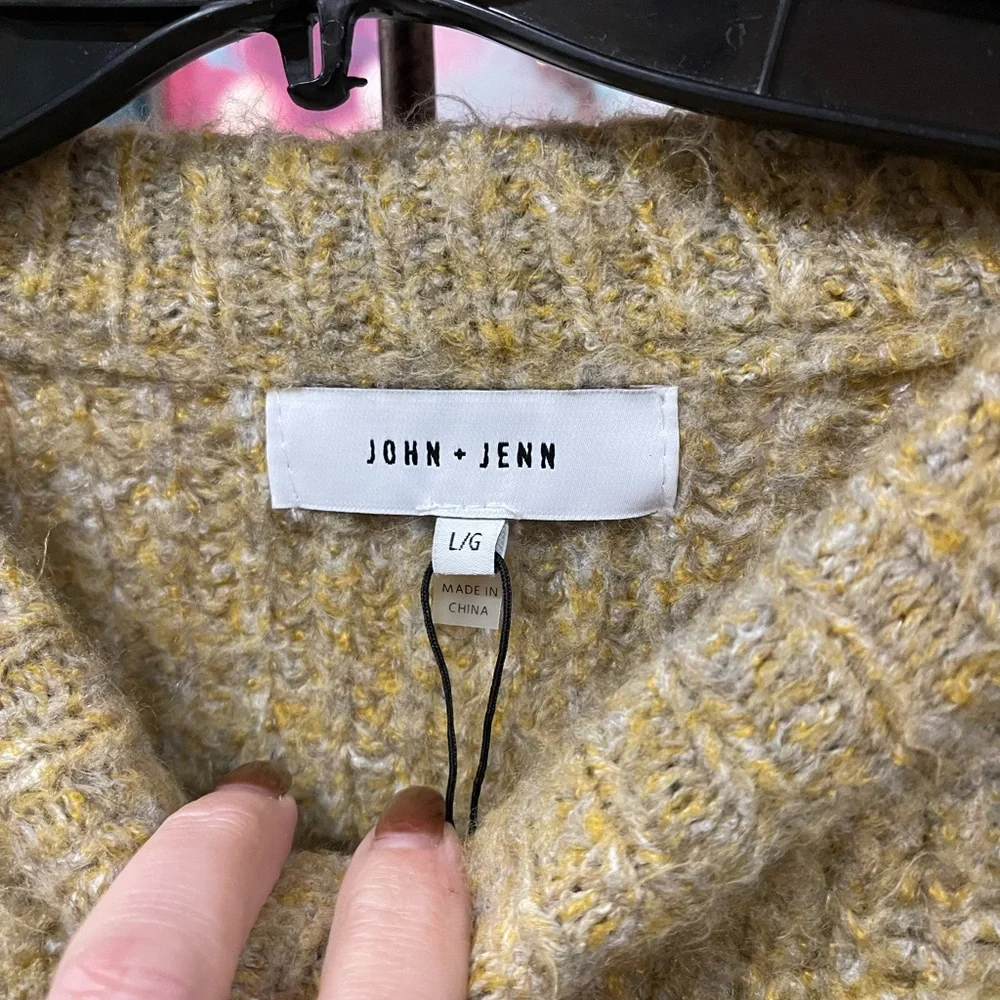 JOHN + JENN
L/G
MADE IN
CHINA